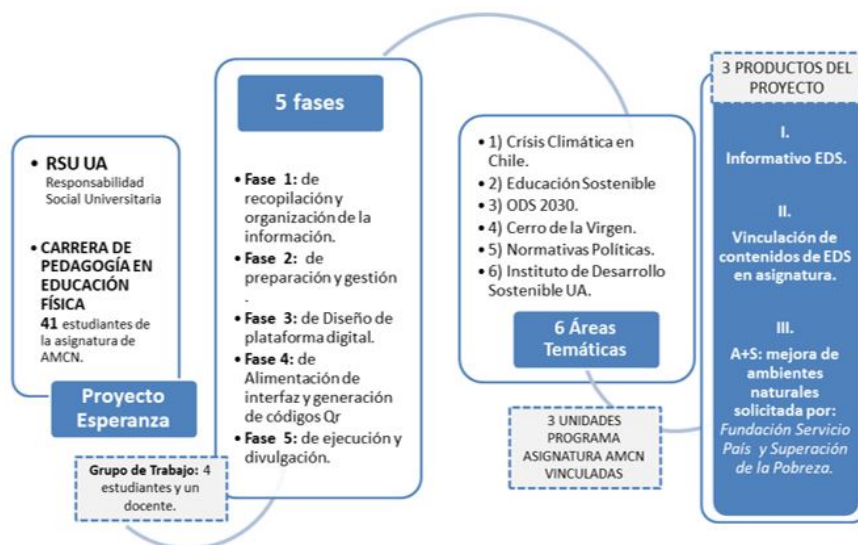 • RSU UA
Responsabilidad
Social Universitaria
• CARRERA DE
PEDAGOGÍA EN
EDUCACIÓN
FÍSICA
41 estudiantes de
la asignatura de
AMCN.
Proyecto
Esperanza
Grupo de Trabajo: 4
estudiantes y un
docente.
5 fases
• Fase 1: de
recopilación y
organización de la
información.
• Fase 2: de
preparación y gestión
.
• Fase 3: de Diseño de
plataforma digital.
• Fase 4: de
Alimentación de
interfaz y generación
de códigos Qr
• Fase 5: de ejecución y
divulgación.
• 1) Crísis Climática en
Chile.
• 2) Educación Sostenible
• 3) ODS 2030.
• 4) Cerro de la Virgen.
• 5) Normativas Políticas.
• 6) Instituto de Desarrollo
Sostenible UA.
6 Áreas
Temáticas
3 UNIDADES
PROGRAMA
ASIGNATURA AMCN
VINCULADAS
3 PRODUCTOS DEL
PROYECTO
I.
Informativo EDS.
II.
Vinculación de
contenidos de EDS
en asignatura.
III.
A+S: mejora de
ambientes
naturales
solicitada por:
Fundación Servicio
País y Superación
de la Pobreza.